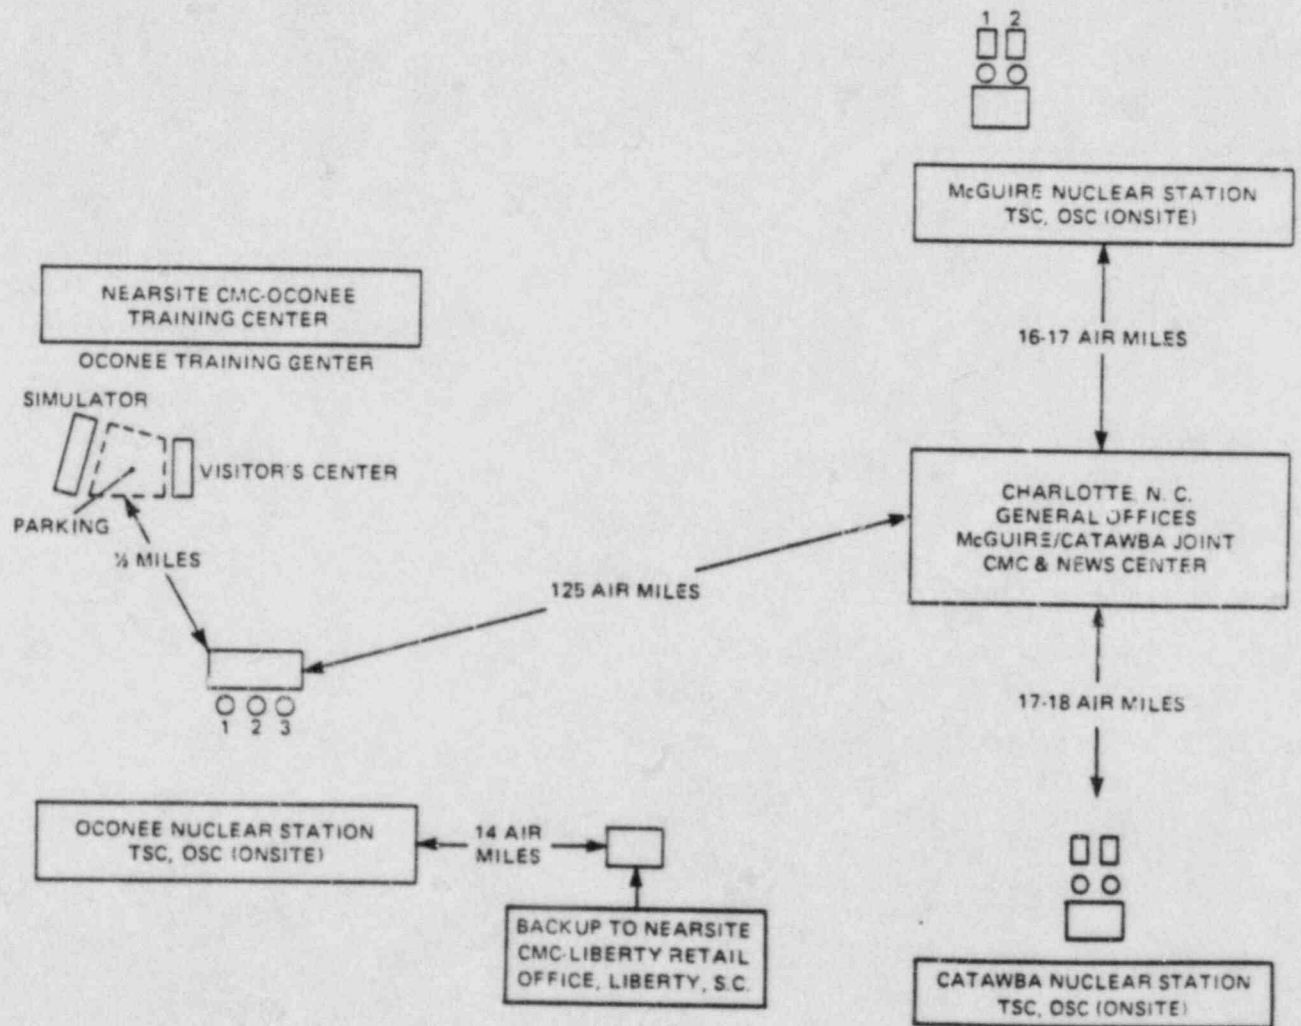 1 2
McGUIRE NUCLEAR STATION
TSC, OSC (ONSITE)
16-17 AIR MILES
NEARSITE CMC-OCONEE
TRAINING CENTER
OCONEE TRAINING CENTER
SIMULATOR
VISITOR'S CENTER
PARKING
½ MILES
125 AIR MILES
CHARLOTTE, N. C.
GENERAL OFFICES
McGUIRE/CATAWBA JOINT
CMC & NEWS CENTER
17-18 AIR MILES
1 2 3
OCONEE NUCLEAR STATION
TSC, OSC (ONSITE)
14 AIR
MILES
BACKUP TO NEARSITE
CMC-LIBERTY RETAIL
OFFICE, LIBERTY, S.C.
CATAWBA NUCLEAR STATION
TSC, OSC (ONSITE)